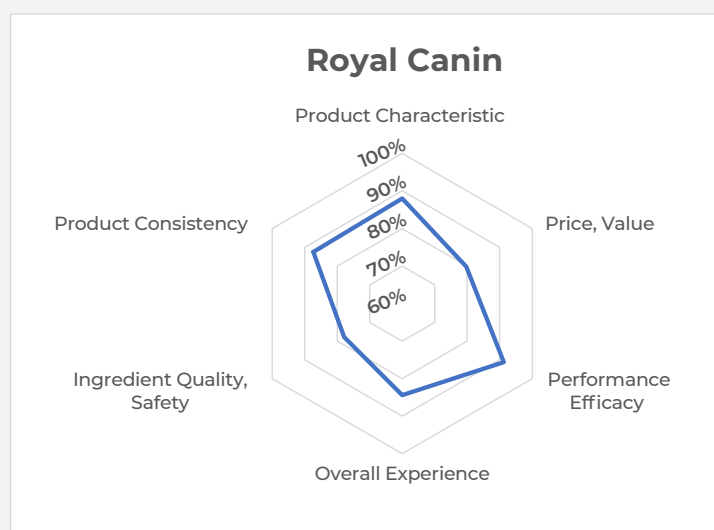 Royal Canin
Product Characteristic
100%
90%
80%
70%
60%
Product Consistency
Price, Value
Ingredient Quality,
Safety
Performance
Efficacy
Overall Experience